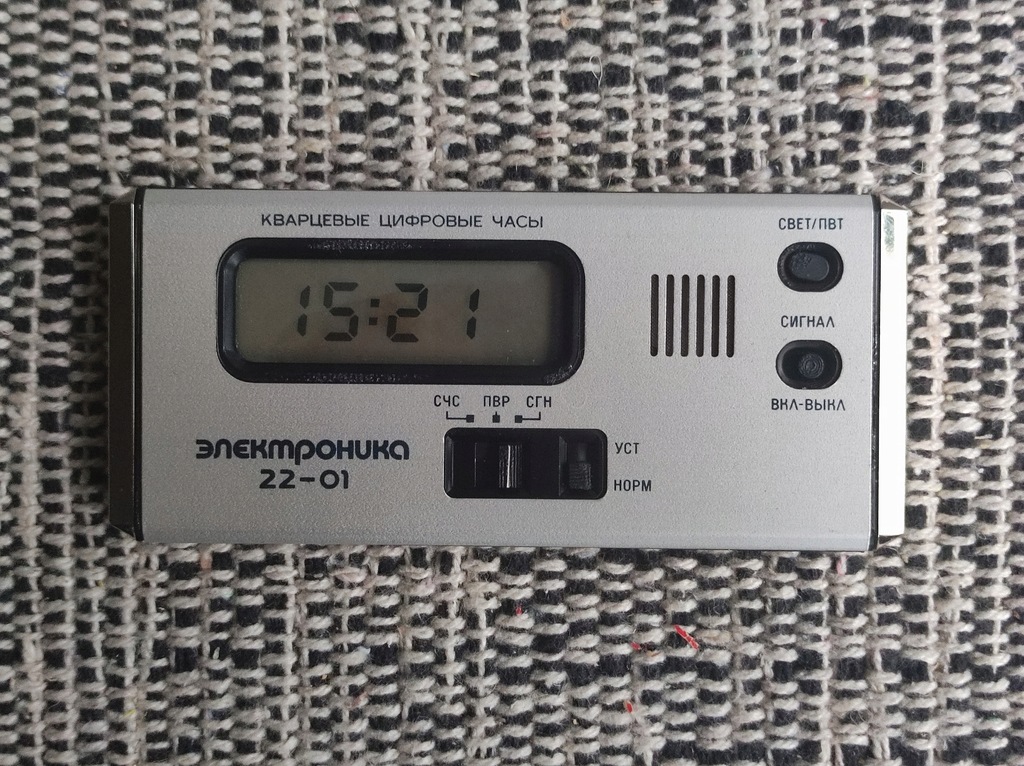 КВАРЦЕВЫЕ ЦИФРОВЫЕ ЧАСЫ
СВЕТ/ПВТ
15:21
СИГНАЛ
ВКЛ-ВЫКЛ
СЧС ПВР СГН
ЭЛЕКТРОНИКА
22-01
УСТ
НОРМ